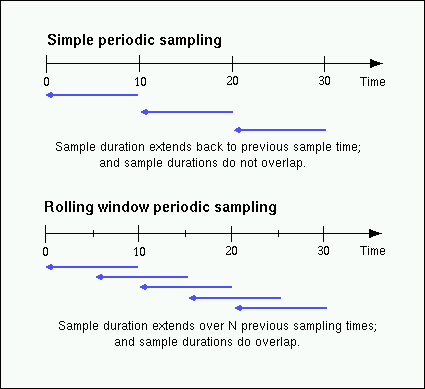 Simple periodic sampling
0 10 20 30 Time
Sample duration extends back to previous sample time;
and sample durations do not overlap.
Rolling window periodic sampling
0 10 20 30 Time
Sample duration extends over N previous sampling times;
and sample durations do overlap.